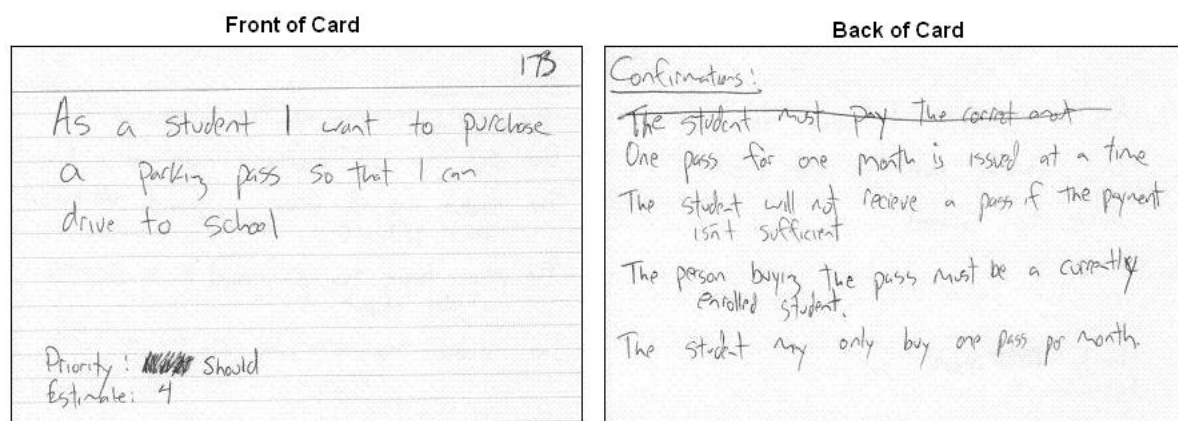 Front of Card
173
As a student I want to purchase
a parking pass so that I can
drive to school
Priority: Should
Estimate: 4
Back of Card
Confirmations:
The student must pay the correct amt
One pass for one month is issued at a time
The student will not recieve a pass if the payment
isn't sufficient
The person buying the pass must be a currently
enrolled student.
The student may only buy one pass per month.